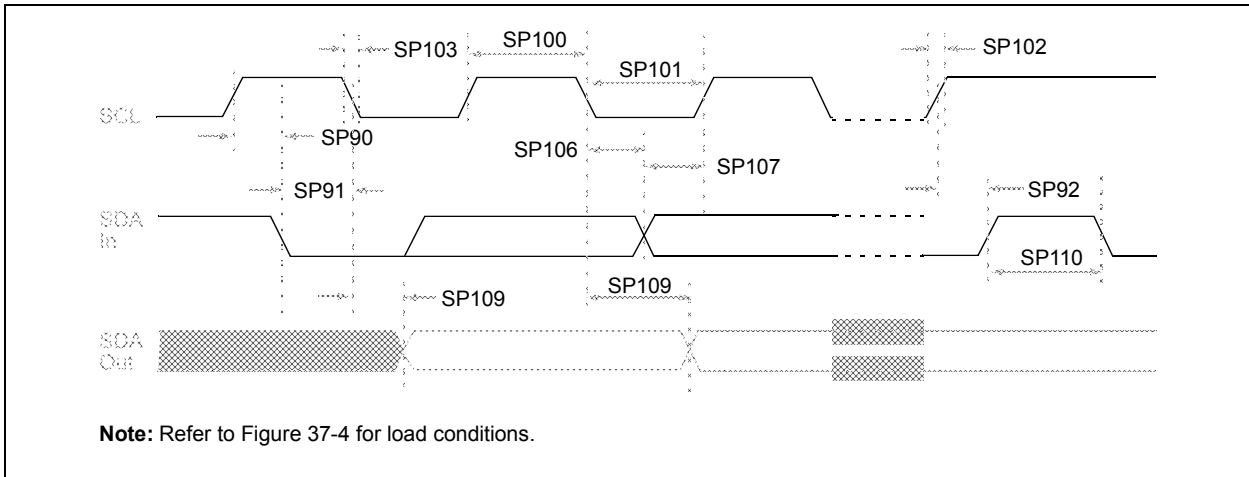 SP103
SP100
SP102
SP101
SCL
SP90
SP106
SP107
SP91
SP92
SDA
In
SP110
SP109
SP109
SDA
Out
Note: Refer to Figure 37-4 for load conditions.